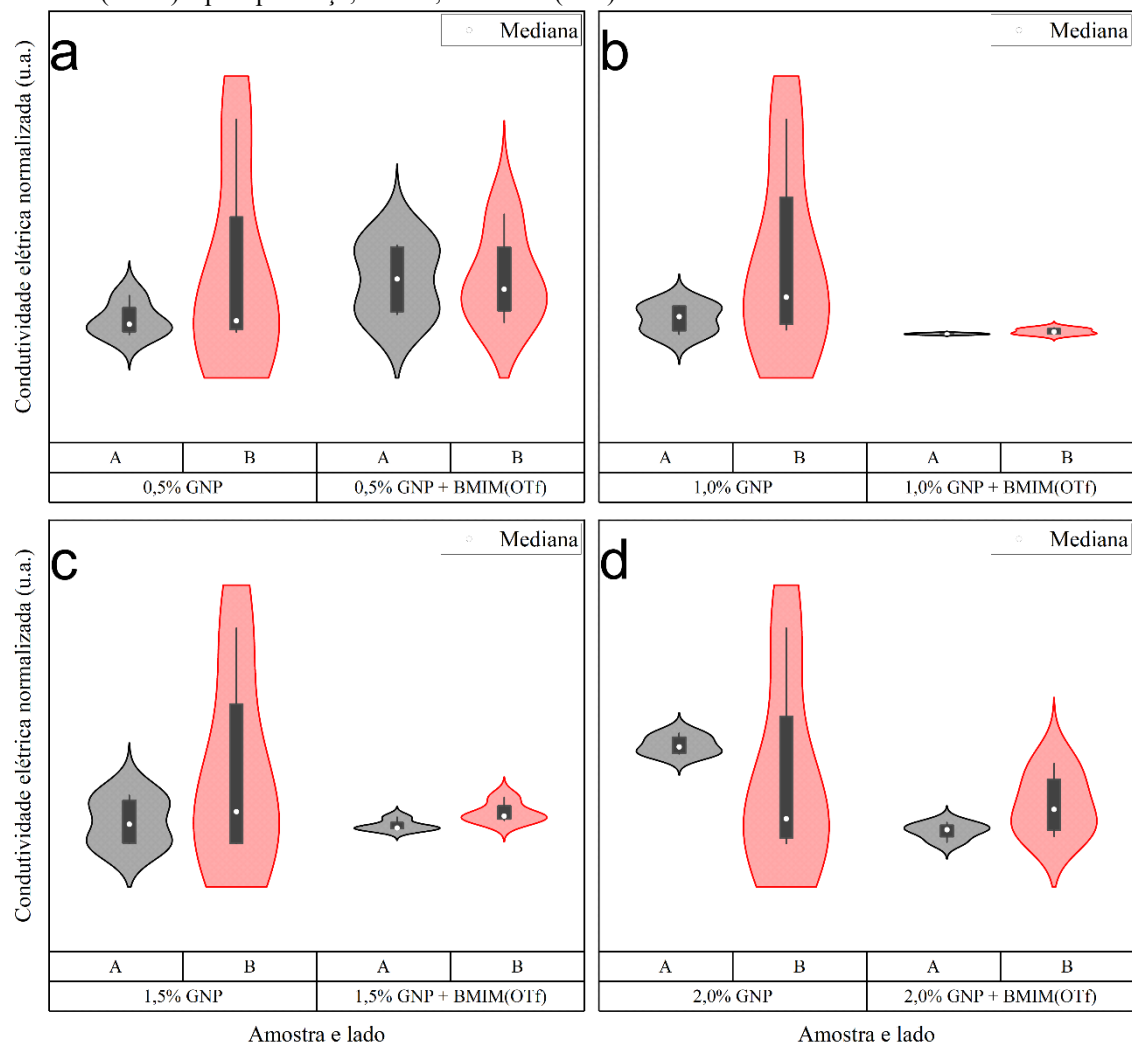 Mediana
a
Condutividade elétrica normalizada (u.a.)
A B A B
0,5% GNP 0,5% GNP + BMIM(OTf)
Mediana
b
A B A B
1,0% GNP 1,0% GNP + BMIM(OTf)
Mediana
c
Condutividade elétrica normalizada (u.a.)
A B A B
1,5% GNP 1,5% GNP + BMIM(OTf)
Amostra e lado
Mediana
d
A B A B
2,0% GNP 2,0% GNP + BMIM(OTf)
Amostra e lado